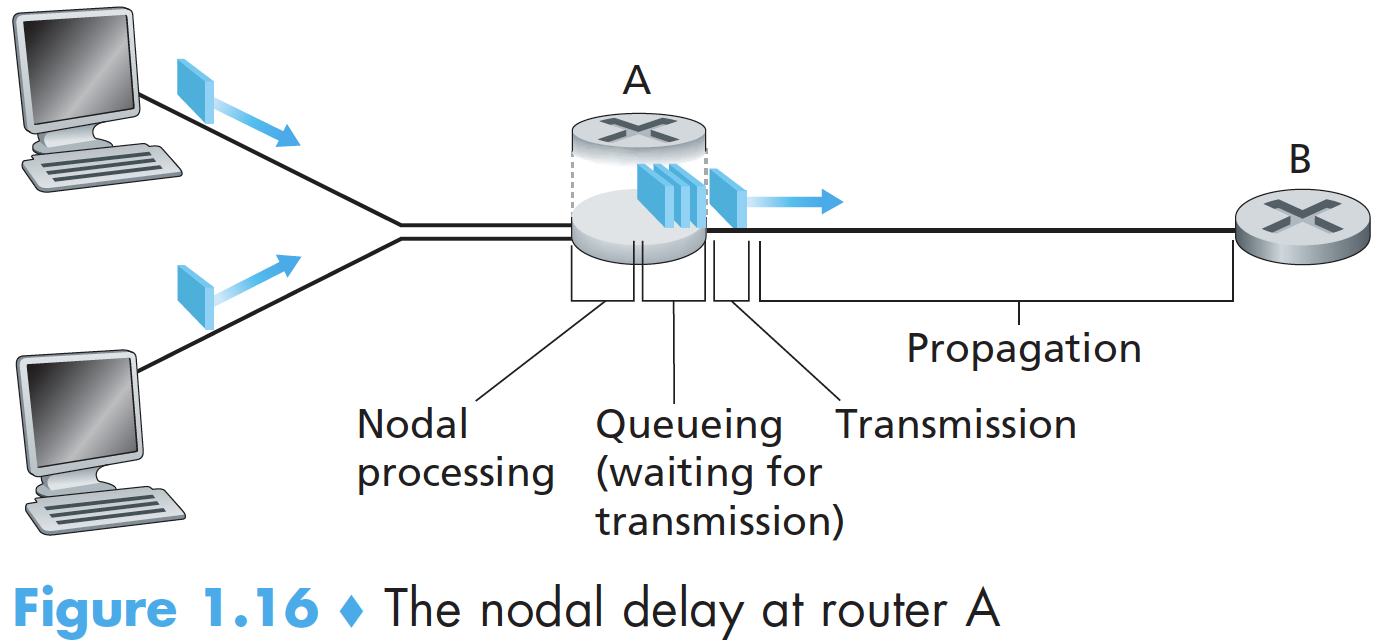 A
B
Propagation
Nodal
processing
Queueing
(waiting for
transmission)
Transmission
Figure 1.16 ♦ The nodal delay at router A